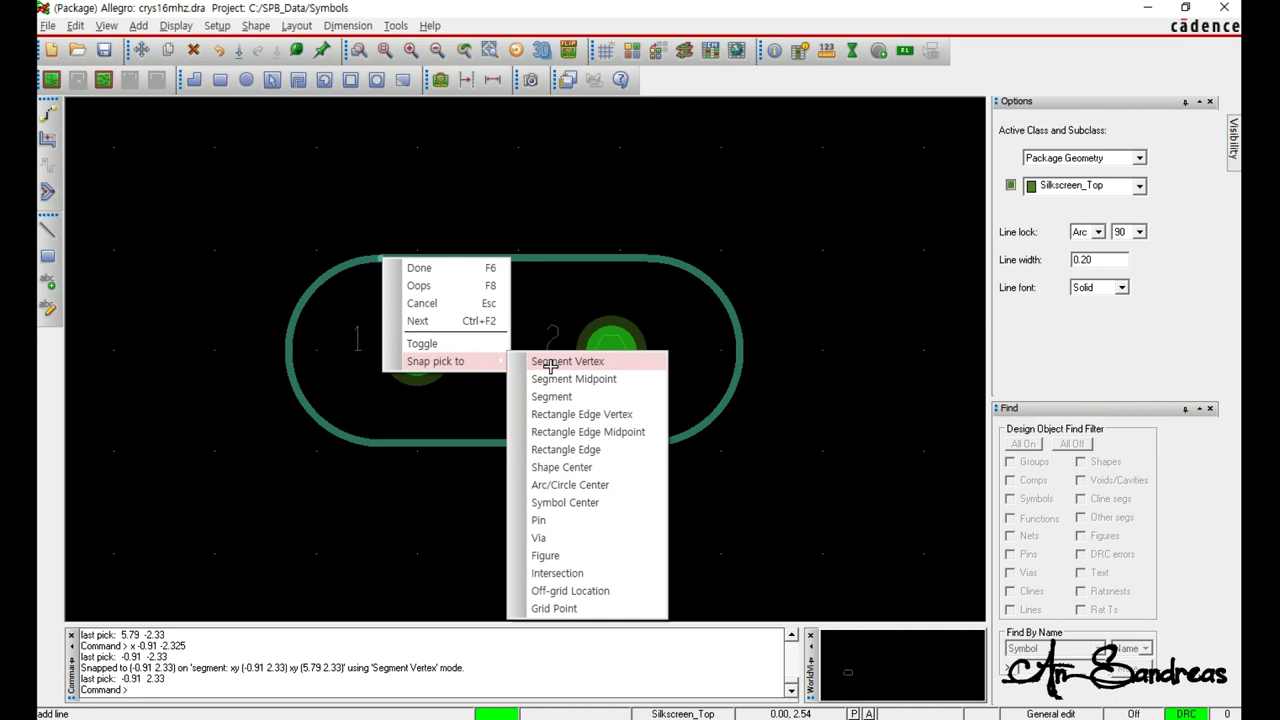 (Package) Allegro: crys16mhz.dra Project: C:/SPB_Data/Symbols
File Edit View Add Display Setup Shape Layout Dimension Tools Help
cādence
Options
Active Class and Subclass:
Package Geometry
Silkscreen_Top
Line lock: Arc 90
Line width: 0.20
Line font: Solid
Visibility
1
2
Done F6
Oops F8
Cancel Esc
Next Ctrl+F2
Toggle
Snap pick to
Segment Vertex
Segment Midpoint
Segment
Rectangle Edge Vertex
Rectangle Edge Midpoint
Rectangle Edge
Shape Center
Arc/Circle Center
Symbol Center
Pin
Via
Figure
Intersection
Off-grid Location
Grid Point
Find
Design Object Find Filter
All On All Off
Groups Shapes
Comps Voids/Cavities
Symbols Cline segs
Functions Other segs
Nets Figures
Pins DRC errors
Vias Text
Clines Ratsnests
Lines Rat Ts
Find By Name
Symbol Name
An Sandreas
last pick: 5.79 -2.33
Command > x -0.91 -2.325
last pick: -0.91 -2.33
Snapped to (-0.91 2.33) on 'segment: xy (-0.91 2.33) xy (5.79 2.33)' using 'Segment Vertex' mode.
last pick: -0.91 2.33
Command >
add line Silkscreen_Top 0.00, 2.54 P A General edit Off DRC 0